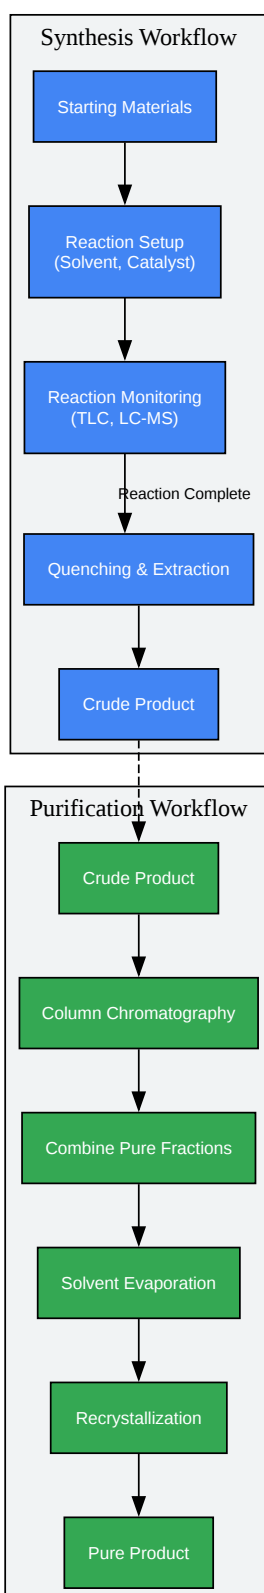 Synthesis Workflow
Starting Materials
Reaction Setup
(Solvent, Catalyst)
Reaction Monitoring
(TLC, LC-MS)
Reaction Complete
Quenching & Extraction
Crude Product
Purification Workflow
Crude Product
Column Chromatography
Combine Pure Fractions
Solvent Evaporation
Recrystallization
Pure Product